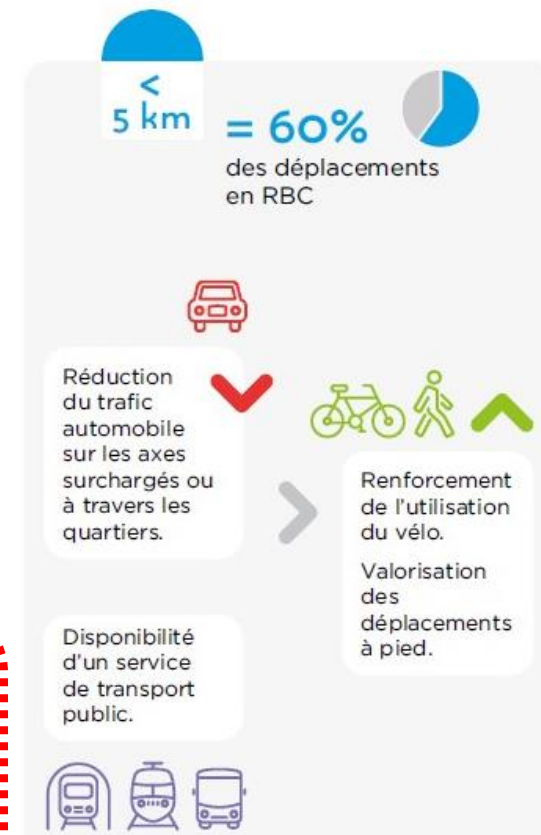 <
5 km
= 60%
des déplacements
en RBC
Réduction
du trafic
automobile
sur les axes
surchargés ou
à travers les
quartiers.
Renforcement
de l'utilisation
du vélo.
Valorisation
des
déplacements
à pied.
Disponibilité
d'un service
de transport
public.